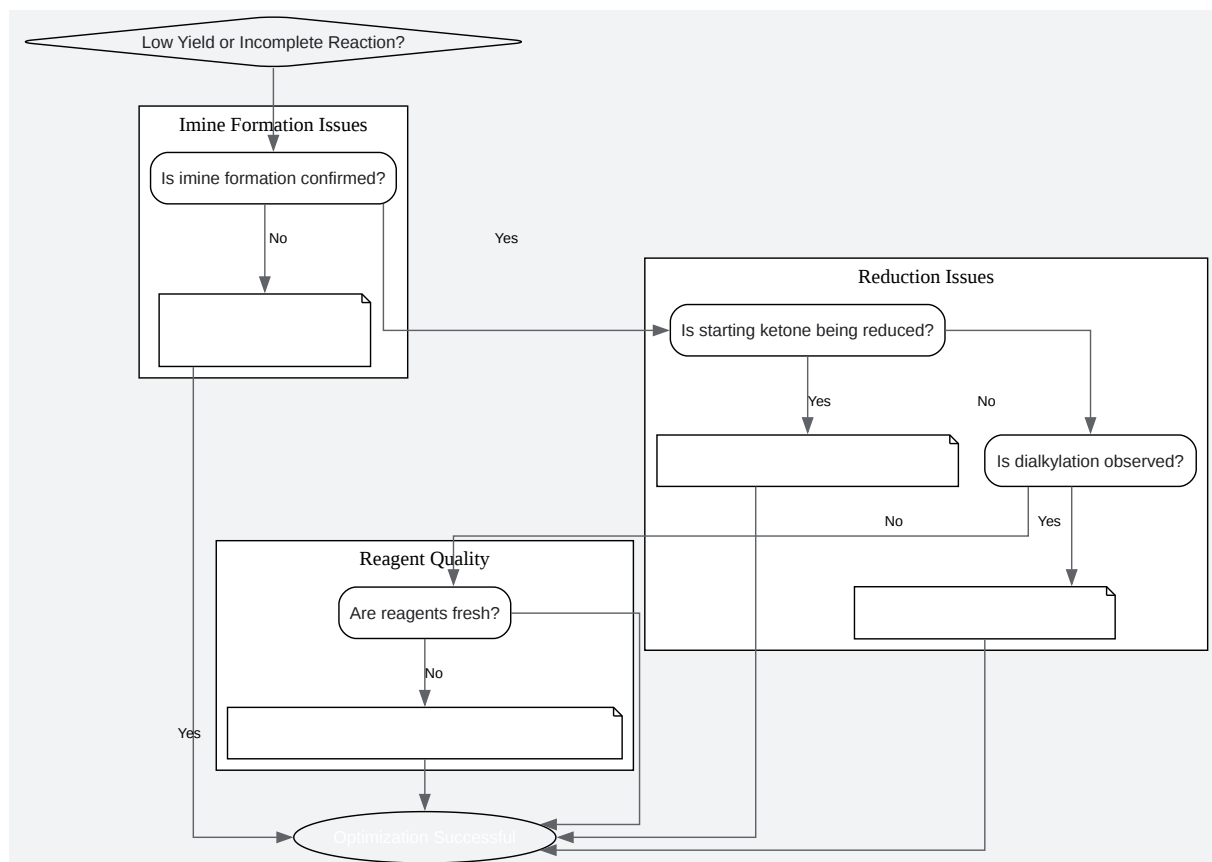 Low Yield or Incomplete Reaction?
Imine Formation Issues
Is imine formation confirmed?
No
Yes
Reduction Issues
Is starting ketone being reduced?
Yes
No
Is dialkylation observed?
No
Yes
Reagent Quality
Are reagents fresh?
No
Yes
Optimization Successful